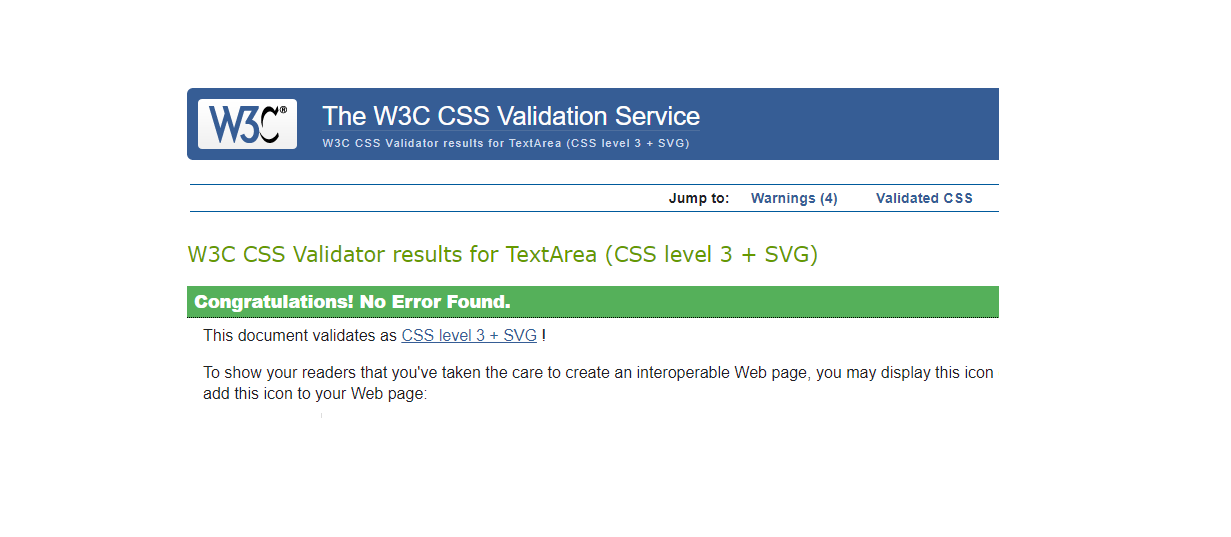 W3C®
The W3C CSS Validation Service
W3C CSS Validator results for TextArea (CSS level 3 + SVG)
Jump to: Warnings (4) Validated CSS
W3C CSS Validator results for TextArea (CSS level 3 + SVG)
Congratulations! No Error Found.
This document validates as CSS level 3 + SVG !
To show your readers that you've taken the care to create an interoperable Web page, you may display this icon
add this icon to your Web page: